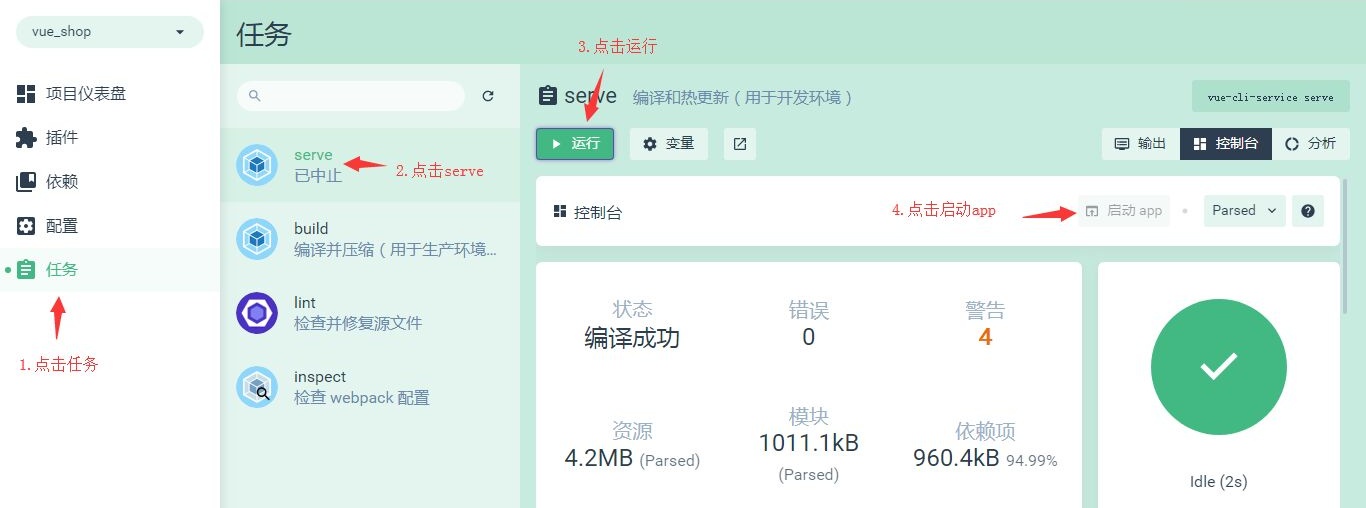 vue_shop
项目仪表盘
插件
依赖
配置
任务
1.点击任务
任务
serve
已中止
2.点击serve
build
编译并压缩（用于生产环境...
lint
检查并修复源文件
inspect
检查 webpack 配置
3.点击运行
serve 编译和热更新（用于开发环境）
vue-cli-service serve
运行 变量
输出 控制台 分析
控制台
4.点击启动app
启动 app
Parsed
状态 错误 警告
编译成功 0 4
资源 模块 依赖项
4.2MB (Parsed) 1011.1kB (Parsed) 960.4kB 94.99%
Idle (2s)